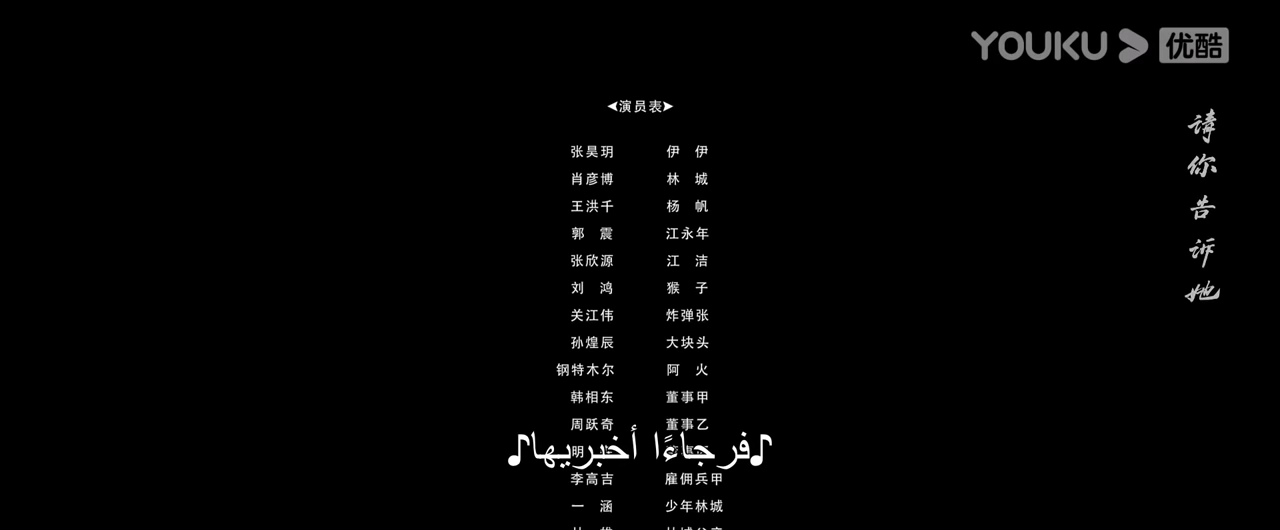 YOUKU 优酷
◄演员表►
张昊玥 伊 伊
肖彦博 林 城
王洪千 杨 帆
郭 震 江永年
张欣源 江 洁
刘 鸿 猴 子
关江伟 炸弹张
孙煌辰 大块头
钢特木尔 阿 火
韩相东 董事甲
周跃奇 董事乙
♪فرجاءًا أخبريها♪
李高吉 雇佣兵甲
一 涵 少年林城
请你告诉她